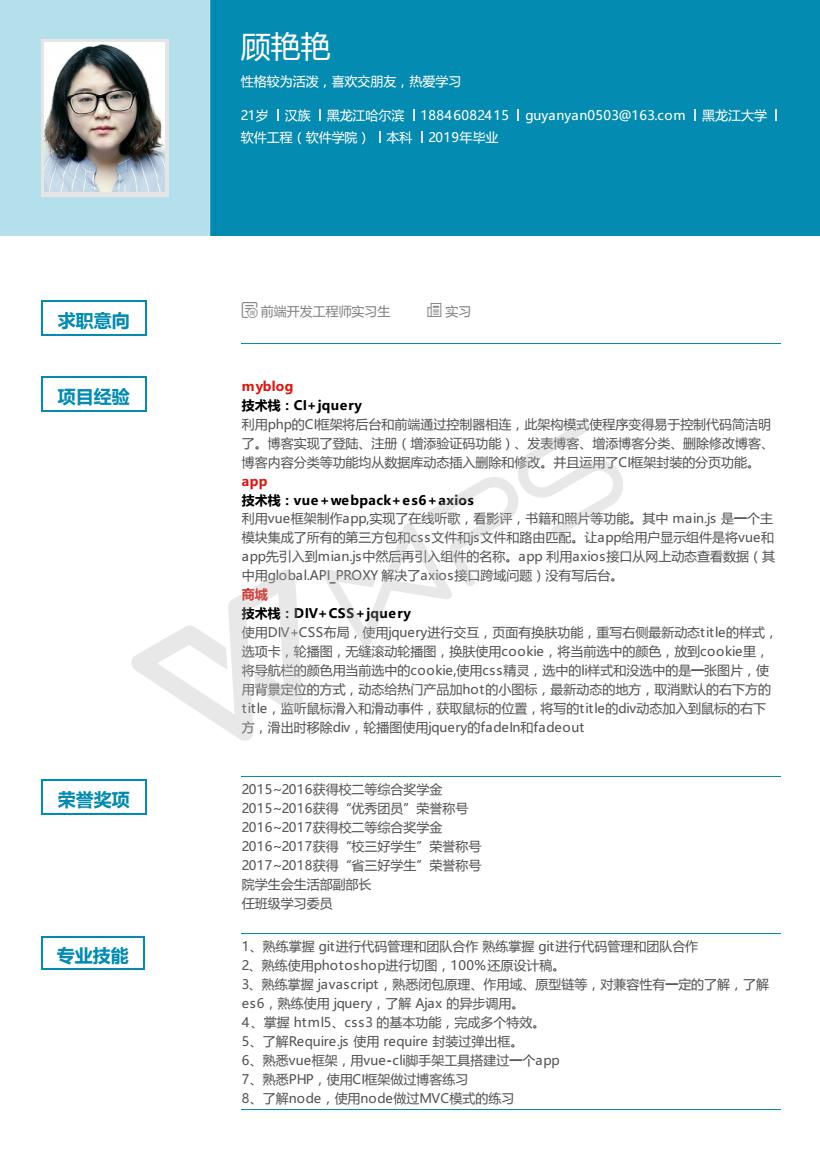 顾艳艳
性格较为活泼，喜欢交朋友，热爱学习
21岁 | 汉族 | 黑龙江哈尔滨 | 18846082415 | guyanyan0503@163.com | 黑龙江大学 |
软件工程（软件学院） | 本科 | 2019年毕业
求职意向
前端开发工程师实习生 实习
项目经验
myblog
技术栈：CI+jquery
利用php的CI框架将后台和前端通过控制器相连，此架构模式使程序变得易于控制代码简洁明
了。博客实现了登陆、注册（增添验证码功能）、发表博客、增添博客分类、删除修改博客、
博客内容分类等功能均从数据库动态插入删除和修改。并且运用了CI框架封装的分页功能。
app
技术栈：vue+webpack+es6+axios
利用vue框架制作app,实现了在线听歌，看影评，书籍和照片等功能。其中 main.js 是一个主
模块集成了所有的第三方包和css文件和js文件和路由匹配。让app给用户显示组件是将vue和
app先引入到mian.js中然后再引入组件的名称。app 利用axios接口从网上动态查看数据（其
中用global.API_PROXY 解决了axios接口跨域问题）没有写后台。
商城
技术栈：DIV+CSS+jquery
使用DIV+CSS布局，使用jquery进行交互，页面有换肤功能，重写右侧最新动态title的样式，
选项卡，轮播图，无缝滚动轮播图，换肤使用cookie，将当前选中的颜色，放到cookie里，
将导航栏的颜色用当前选中的cookie,使用css精灵，选中的li样式和没选中的是一张图片，使
用背景定位的方式，动态给热门产品加hot的小图标，最新动态的地方，取消默认的右下方的
title，监听鼠标滑入和滑动事件，获取鼠标的位置，将写的title的div动态加入到鼠标的右下
方，滑出时移除div，轮播图使用jquery的fadeIn和fadeout
荣誉奖项
2015~2016获得校二等综合奖学金
2015~2016获得“优秀团员”荣誉称号
2016~2017获得校二等综合奖学金
2016~2017获得“校三好学生”荣誉称号
2017~2018获得“省三好学生”荣誉称号
院学生会生活部副部长
任班级学习委员
专业技能
1、熟练掌握 git进行代码管理和团队合作 熟练掌握 git进行代码管理和团队合作
2、熟练使用photoshop进行切图，100%还原设计稿。
3、熟练掌握 javascript，熟悉闭包原理、作用域、原型链等，对兼容性有一定的了解，了解
es6，熟练使用 jquery，了解 Ajax 的异步调用。
4、掌握 html5、css3 的基本功能，完成多个特效。
5、了解Require.js 使用 require 封装过弹出框。
6、熟悉vue框架，用vue-cli脚手架工具搭建过一个app
7、熟悉PHP，使用CI框架做过博客练习
8、了解node，使用node做过MVC模式的练习
WPS